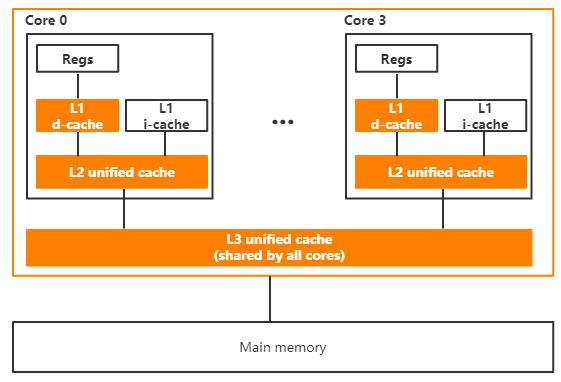 Core 0
Core 3
Regs
Regs
L1
d-cache
L1
i-cache
...
L1
d-cache
L1
i-cache
L2 unified cache
L2 unified cache
L3 unified cache
(shared by all cores)
Main memory